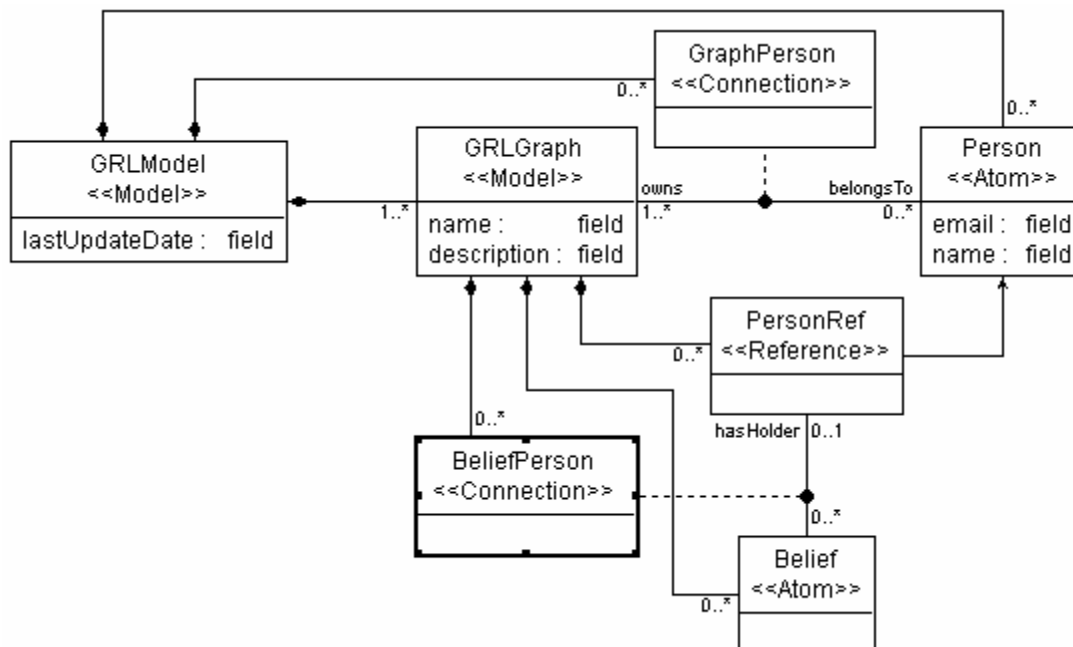 GraphPerson
<<Connection>>
0..*
0..*
GRLModel
<<Model>>
lastUpdateDate : field
GRLGraph
<<Model>>
name : field
description : field
1..*
owns
1..*
belongsTo
0..*
Person
<<Atom>>
email : field
name : field
PersonRef
<<Reference>>
0..*
hasHolder 0..1
0..*
BeliefPerson
<<Connection>>
0..*
Belief
<<Atom>>
0..*